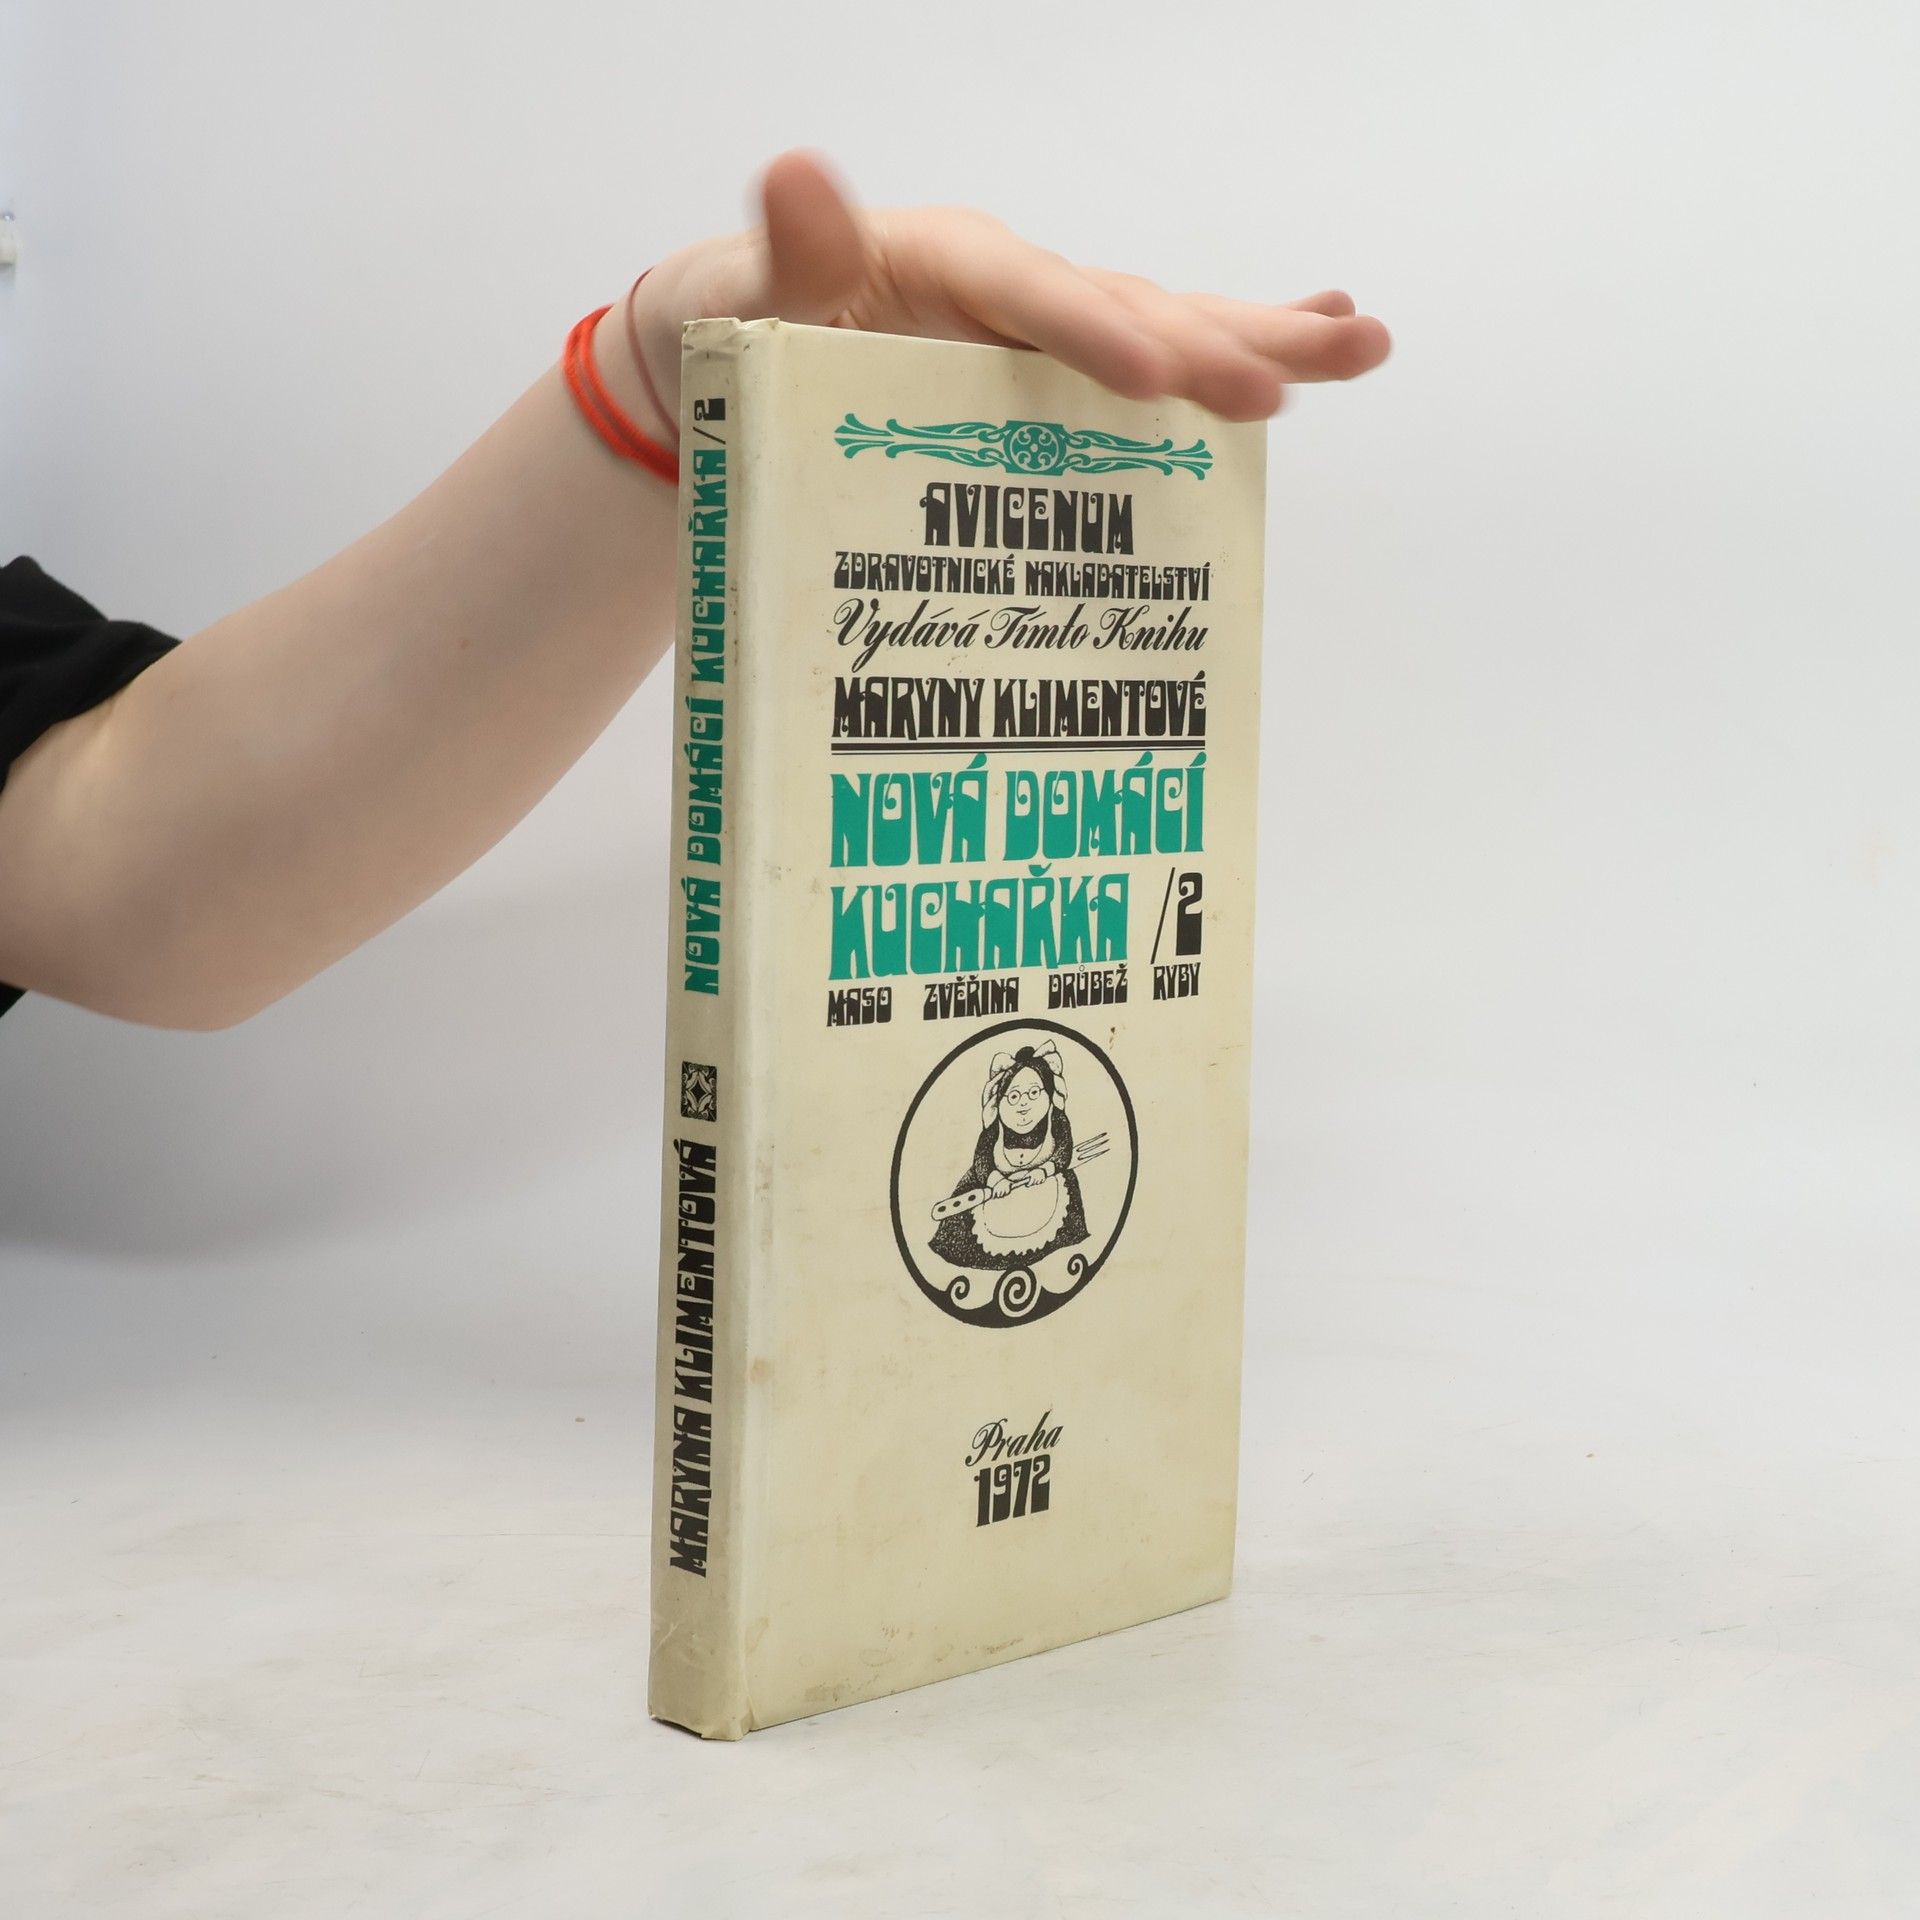 NOVÁ DOMÁCÍ KUCHAŘKA/2
MARYNA KLIMENTOVÁ
AVICENUM
ZDRAVOTNICKÉ NAKLADATELSTVÍ
Vydává Tímto Knihu
MARYNY KLIMENTOVÉ
NOVÁ DOMÁCÍ
KUCHAŘKA /2
MASO ZVĚŘINA DRŮBEŽ RYBY
Praha
1972